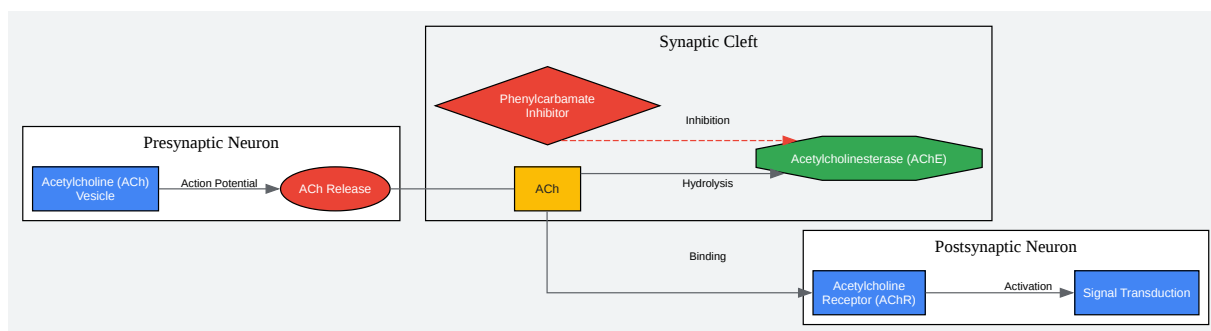 Synaptic Cleft
Phenylcarbamate
Inhibitor
Inhibition
Presynaptic Neuron
Acetylcholine (ACh)
Vesicle
Action Potential
ACh Release
ACh
Hydrolysis
Acetylcholinesterase (AChE)
Binding
Postsynaptic Neuron
Acetylcholine
Receptor (AChR)
Activation
Signal Transduction